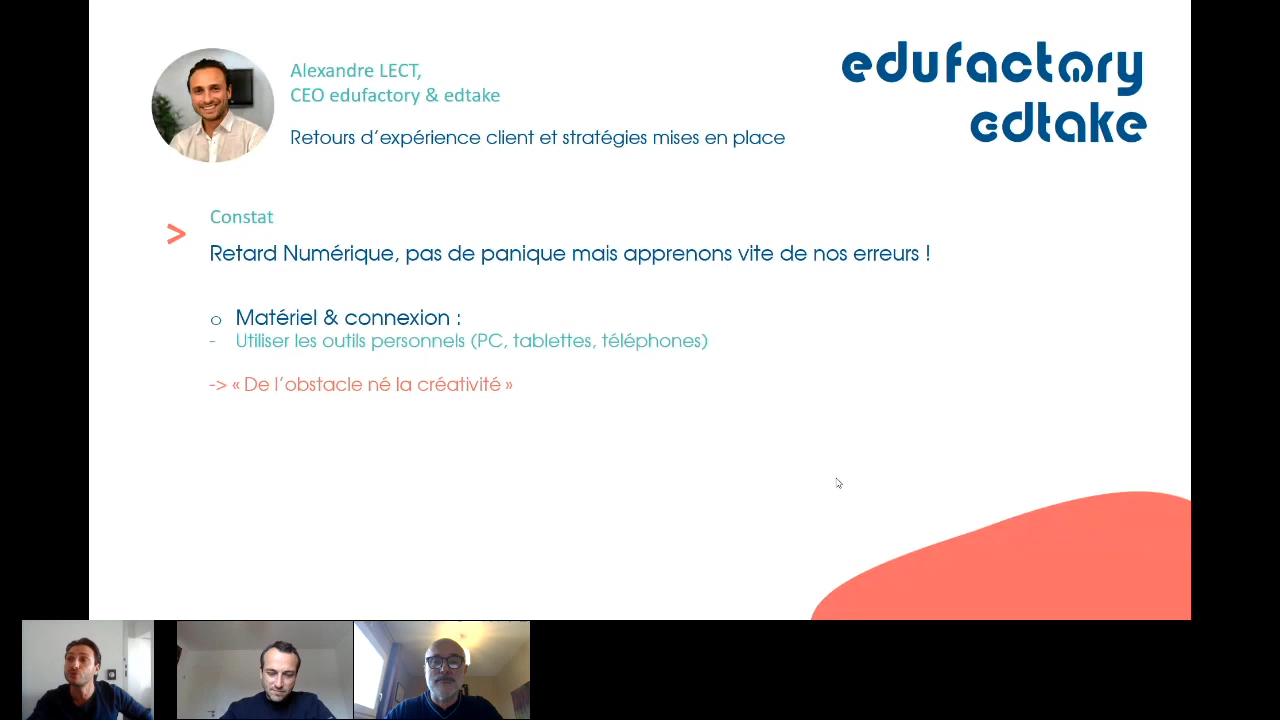 Alexandre LECT,
CEO edufactory & edtake
Retours d'expérience client et stratégies mises en place
edufactory
edtake
Constat
>
Retard Numérique, pas de panique mais apprenons vite de nos erreurs !
o Matériel & connexion :
- Utiliser les outils personnels (PC, tablettes, téléphones)
-> « De l'obstacle né la créativité »